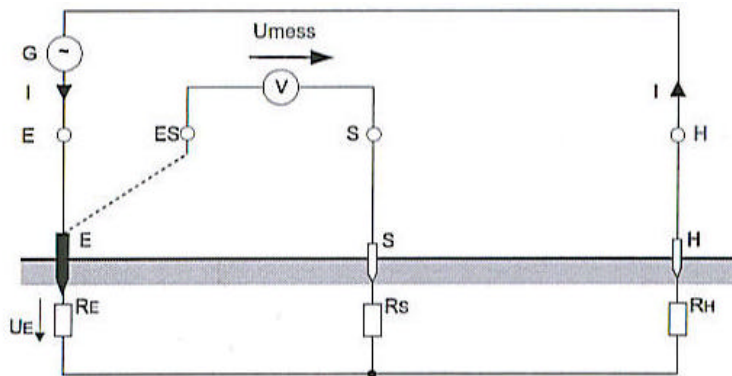 Umess
G ~
V
I I
E ES S H
E S H
RE RS RH
UE